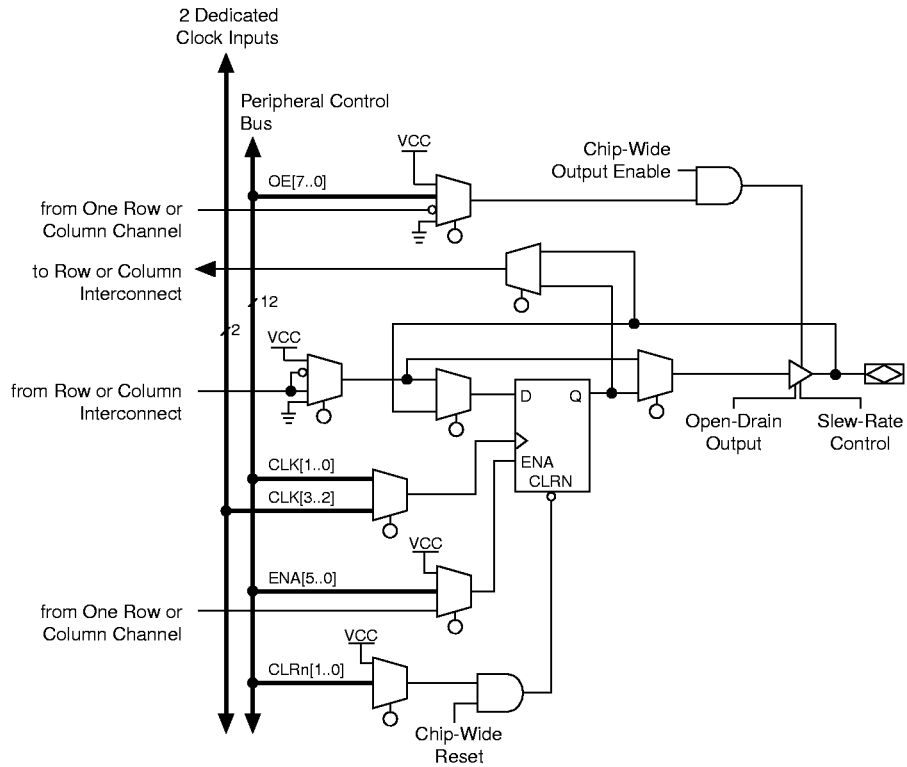 2 Dedicated
Clock Inputs
Peripheral Control
Bus
VCC
Chip-Wide
Output Enable
OE[7..0]
from One Row or
Column Channel
to Row or Column
Interconnect
12
2
VCC
from Row or Column
Interconnect
D
Q
Open-Drain
Output
Slew-Rate
Control
CLK[1..0]
ENA
CLRN
CLK[3..2]
VCC
ENA[5..0]
from One Row or
Column Channel
VCC
CLRn[1..0]
Chip-Wide
Reset